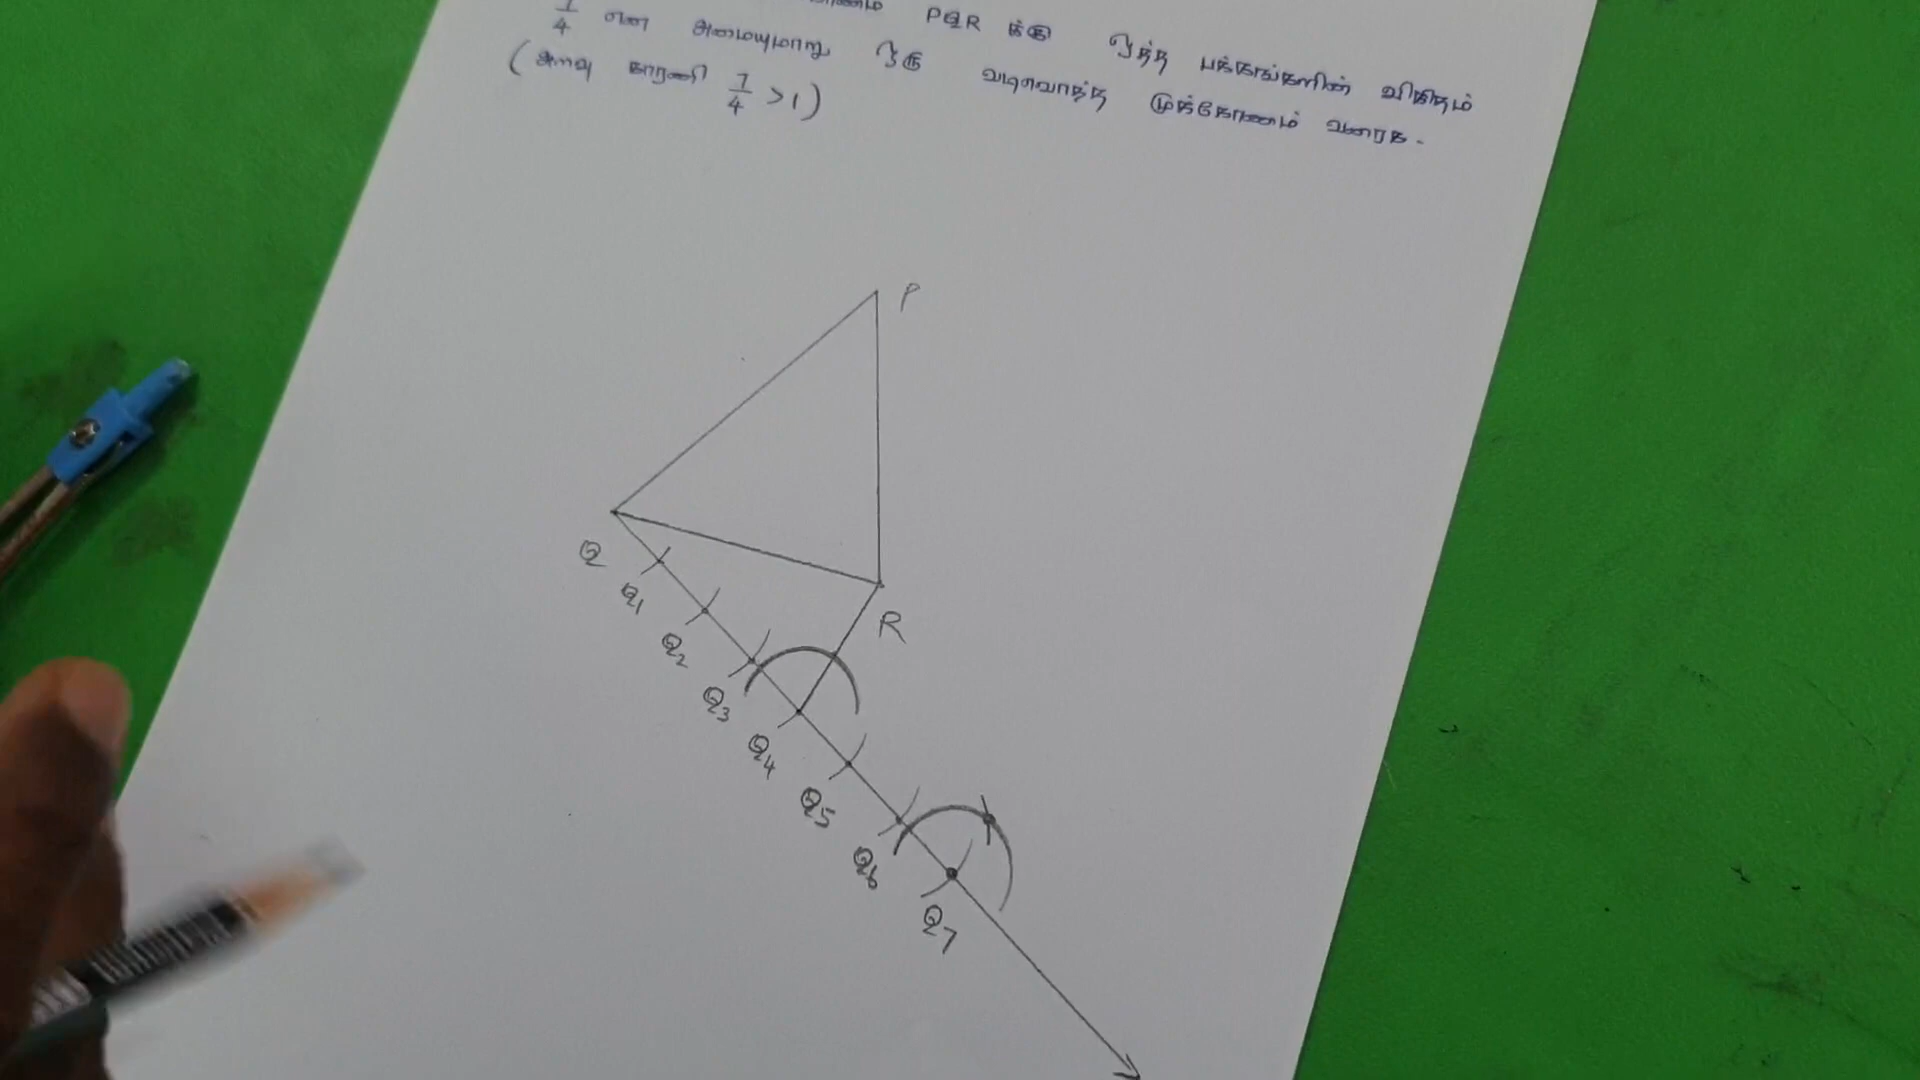 PQR க்கு ஒத்த பக்கங்களின் விகிதம்
7/4 என அமையுமாறு ஒரு வடிவொத்த முக்கோணம் வரைக.
(அளவு காரணி 7/4 >1)
P
Q
R
Q1
Q2
Q3
Q4
Q5
Q6
Q7